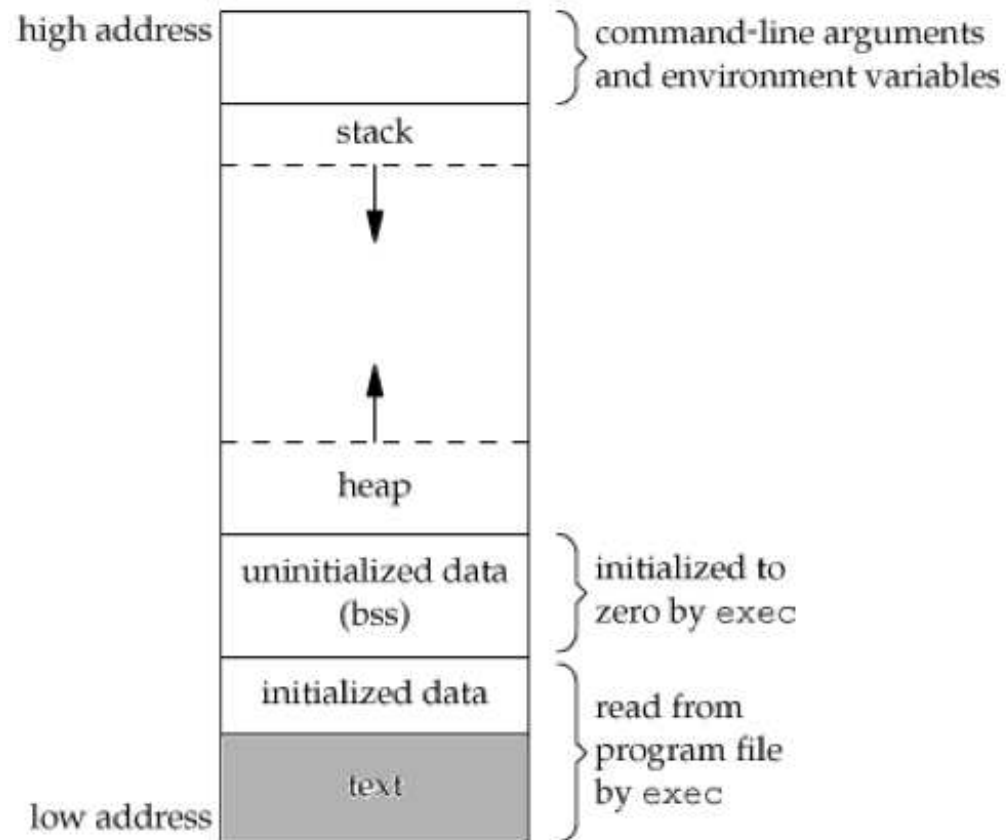 high address
command-line arguments
and environment variables
stack
heap
uninitialized data
(bss)
initialized to
zero by exec
initialized data
read from
program file
by exec
text
low address